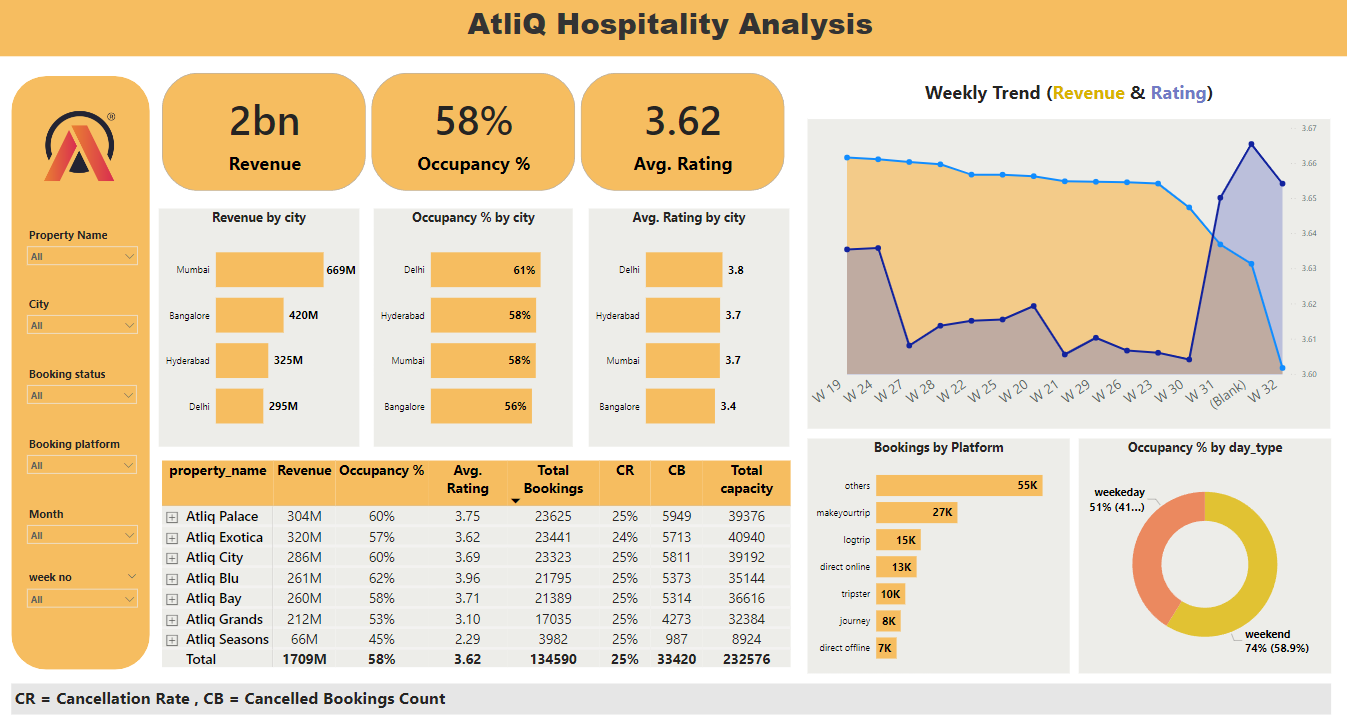 AtliQ Hospitality Analysis
®
Property Name
All
City
All
Booking status
All
Booking platform
All
Month
All
week no
All
2bn
Revenue
58%
Occupancy %
3.62
Avg. Rating
Revenue by city
Mumbai 669M
Bangalore 420M
Hyderabad 325M
Delhi 295M
Occupancy % by city
Delhi 61%
Hyderabad 58%
Mumbai 58%
Bangalore 56%
Avg. Rating by city
Delhi 3.8
Hyderabad 3.7
Mumbai 3.7
Bangalore 3.4
Weekly Trend (Revenue & Rating)
3.67
3.66
3.65
3.64
3.63
3.62
3.61
3.60
W 19 W 24 W 27 W 28 W 22 W 25 W 20 W 21 W 29 W 26 W 23 W 30 W 31 (Blank) W 32
property_name Revenue Occupancy % Avg. Rating Total Bookings CR CB Total capacity
Atliq Palace 304M 60% 3.75 23625 25% 5949 39376
Atliq Exotica 320M 57% 3.62 23441 24% 5713 40940
Atliq City 286M 60% 3.69 23323 25% 5811 39192
Atliq Blu 261M 62% 3.96 21795 25% 5373 35144
Atliq Bay 260M 58% 3.71 21389 25% 5314 36616
Atliq Grands 212M 53% 3.10 17035 25% 4273 32384
Atliq Seasons 66M 45% 2.29 3982 25% 987 8924
Total 1709M 58% 3.62 134590 25% 33420 232576
Bookings by Platform
others 55K
makeyourtrip 27K
logtrip 15K
direct online 13K
tripster 10K
journey 8K
direct offline 7K
Occupancy % by day_type
weekeday
51% (41...)
weekend
74% (58.9%)
CR = Cancellation Rate , CB = Cancelled Bookings Count